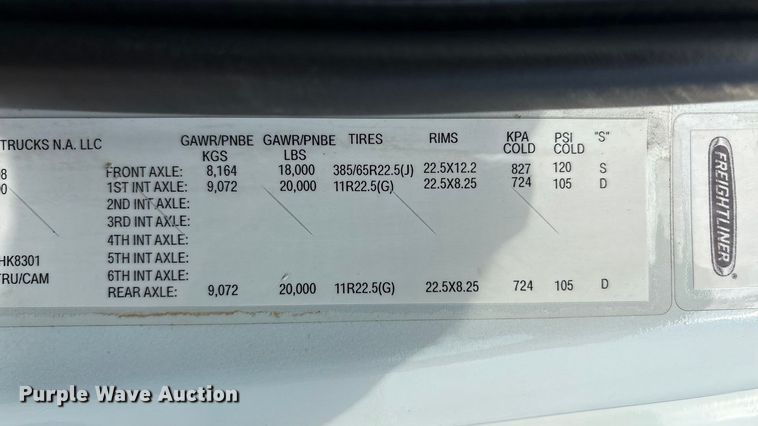 TRUCKS N.A. LLC GAWR/PNBE GAWR/PNBE TIRES RIMS KPA PSI "S"
KGS LBS COLD COLD
FRONT AXLE: 8,164 18,000 385/65R22.5(J) 22.5X12.2 827 120 S
1ST INT AXLE: 9,072 20,000 11R22.5(G) 22.5X8.25 724 105 D
2ND INT AXLE:
3RD INT AXLE:
4TH INT AXLE:
HK8301 5TH INT AXLE:
TRU/CAM 6TH INT AXLE:
REAR AXLE: 9,072 20,000 11R22.5(G) 22.5X8.25 724 105 D
FREIGHTLINER
Purple Wave Auction